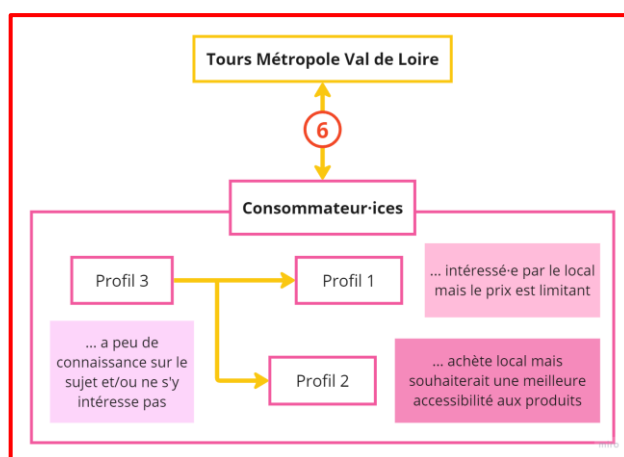 Tours Métropole Val de Loire
6
Consommateur·ices
Profil 3
Profil 1
... intéressé·e par le local
mais le prix est limitant
... a peu de
connaissance sur le
sujet et/ou ne s'y
intéresse pas
Profil 2
... achète local mais
souhaiterait une meilleure
accessibilité aux produits
miro